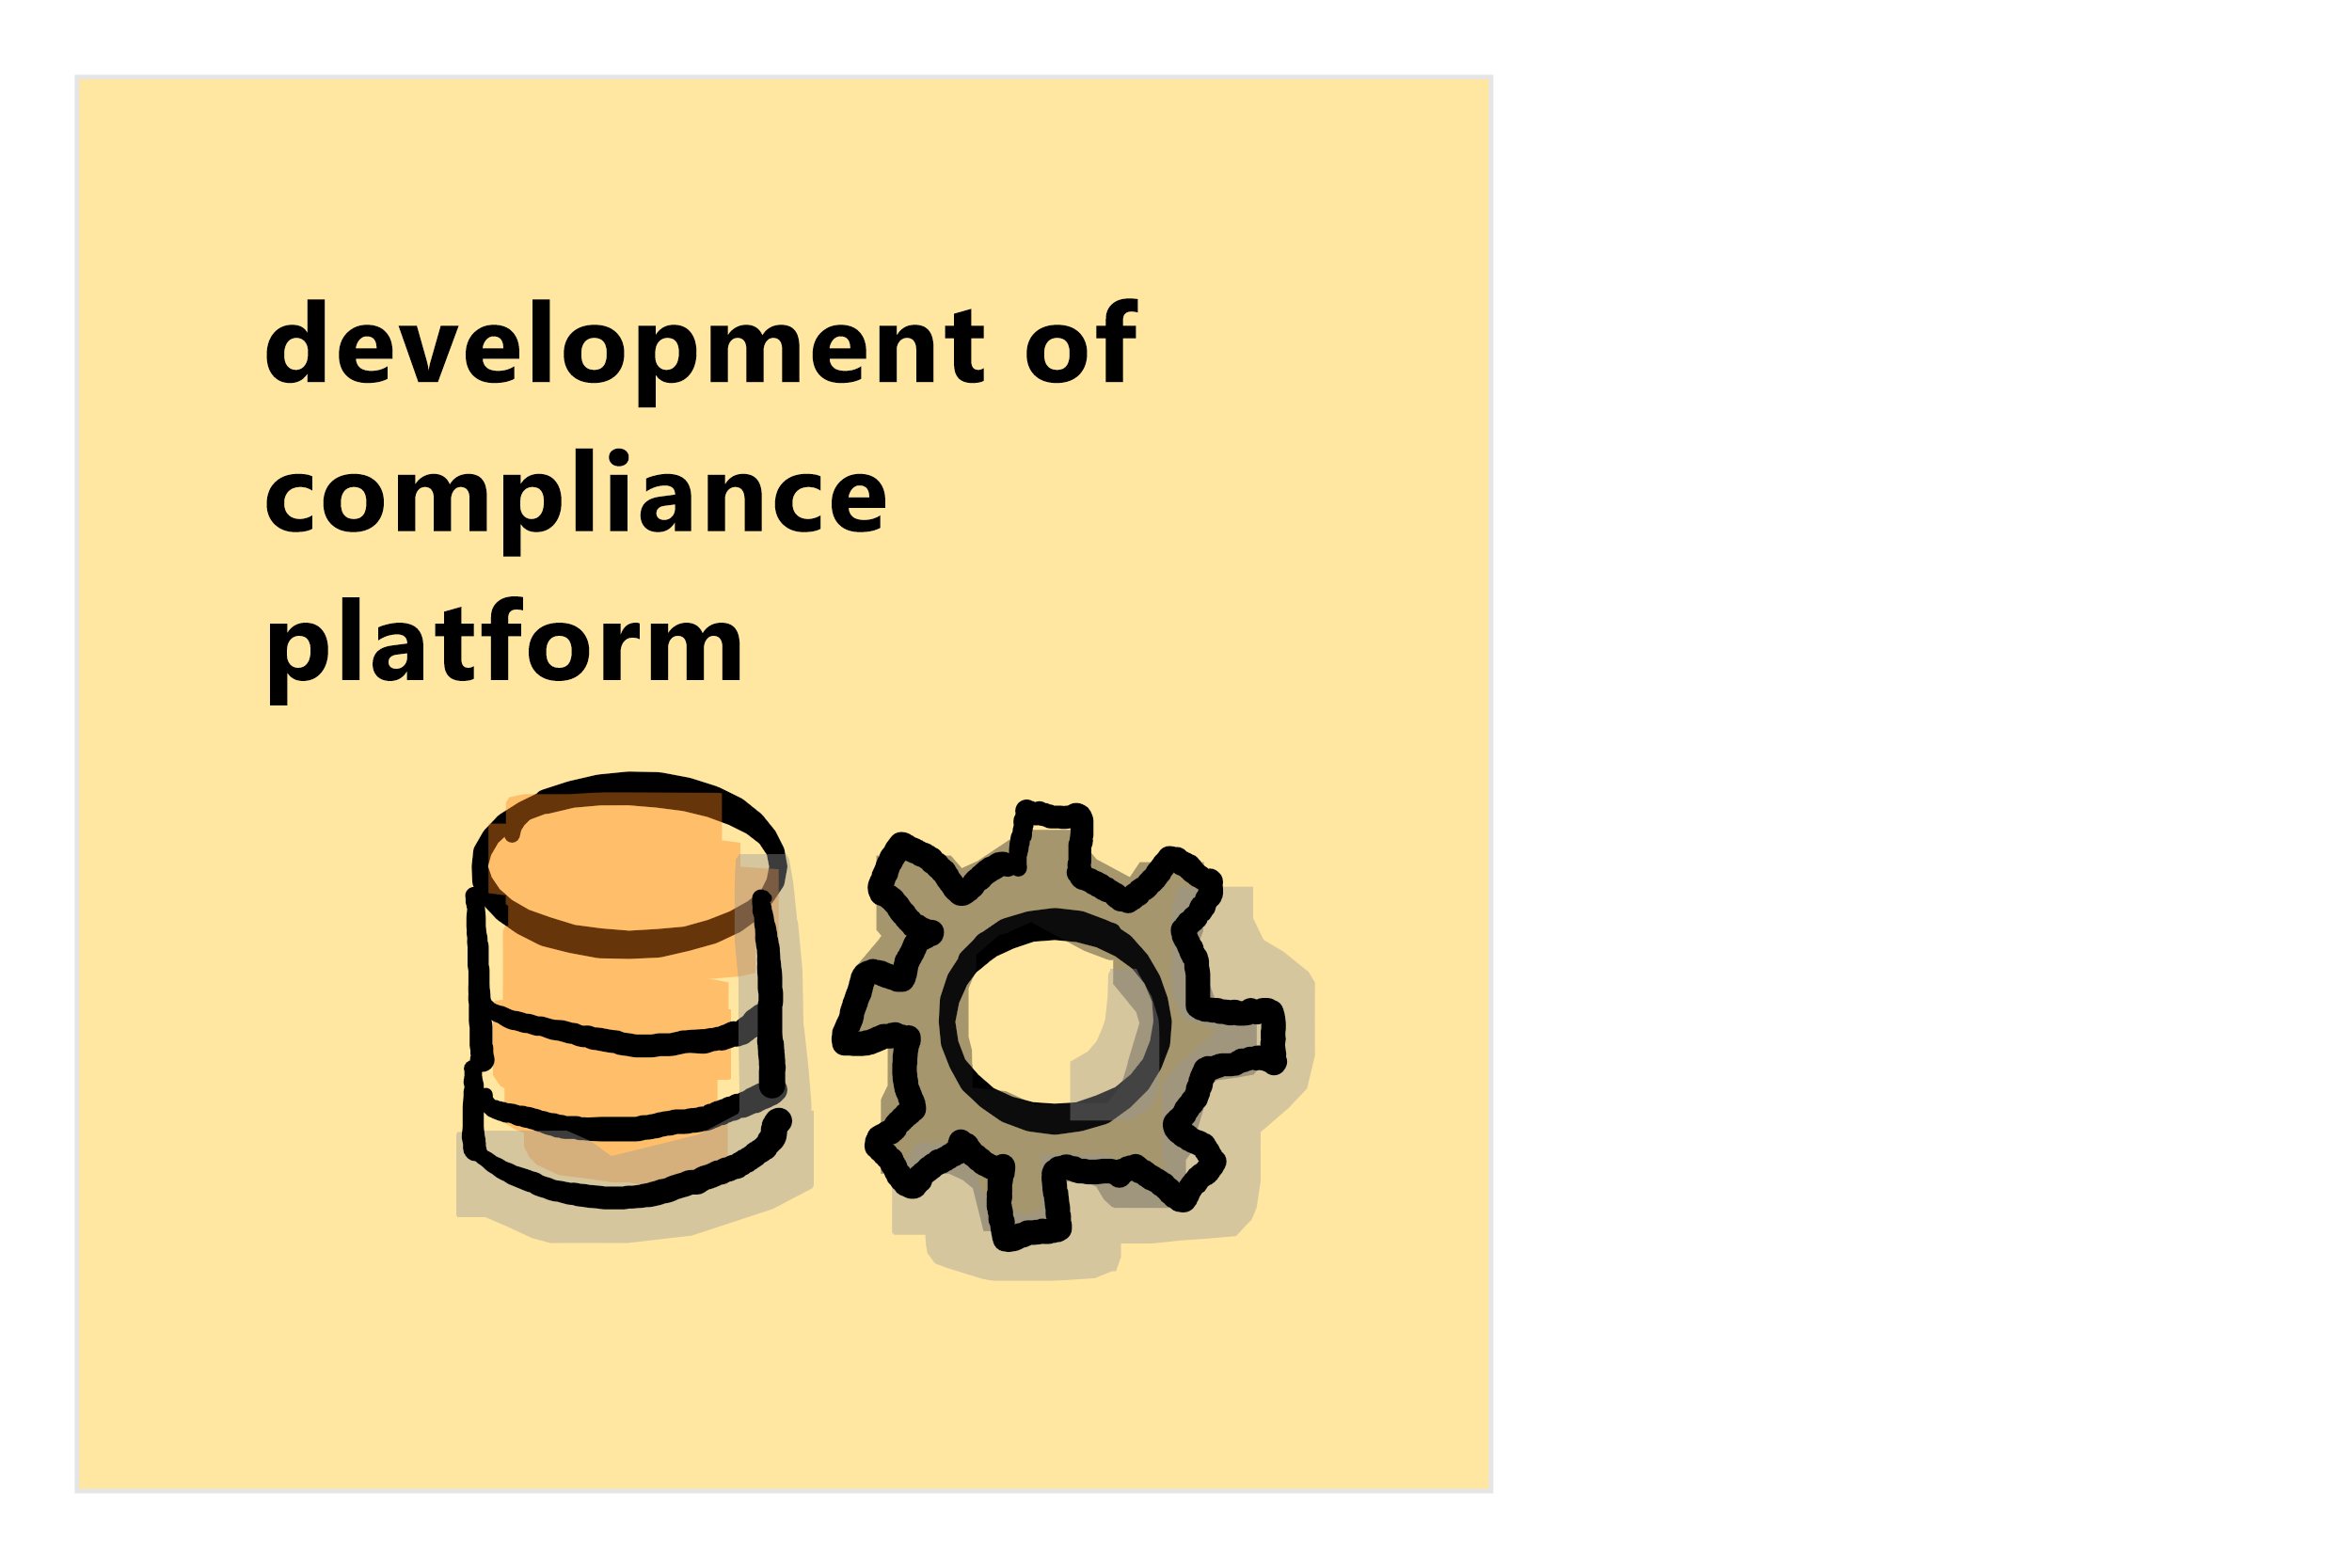 development of
compliance
platform